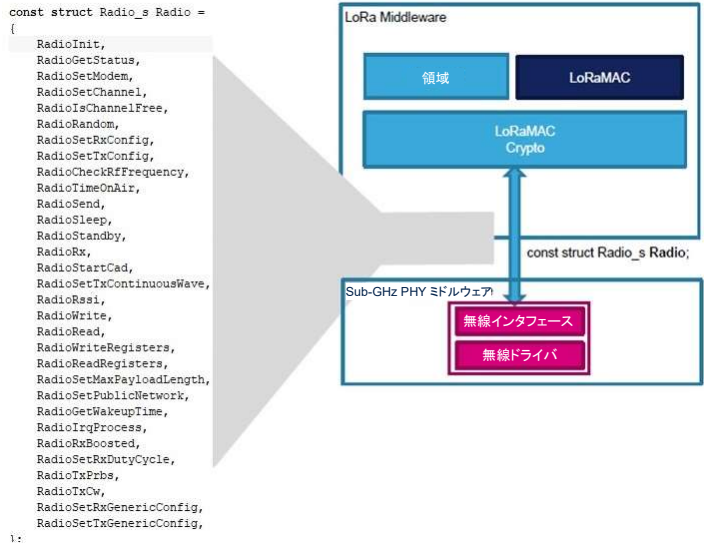 const struct Radio_s Radio =
{
RadioInit,
RadioGetStatus,
RadioSetModem,
RadioSetChannel,
RadioIsChannelFree,
RadioRandom,
RadioSetRxConfig,
RadioSetTxConfig,
RadioCheckRfFrequency,
RadioTimeOnAir,
RadioSend,
RadioSleep,
RadioStandby,
RadioRx,
RadioStartCad,
RadioSetTxContinuousWave,
RadioRssi,
RadioWrite,
RadioRead,
RadioWriteRegisters,
RadioReadRegisters,
RadioSetMaxPayloadLength,
RadioSetPublicNetwork,
RadioGetWakeupTime,
RadioIrqProcess,
RadioRxBoosted,
RadioSetRxDutyCycle,
RadioTxPrbs,
RadioTxCw,
RadioSetRxGenericConfig,
RadioSetTxGenericConfig,
};
LoRa Middleware
領域
LoRaMAC
LoRaMAC
Crypto
const struct Radio_s Radio;
Sub-GHz PHY ミドルウェア
無線インタフェース
無線ドライバ